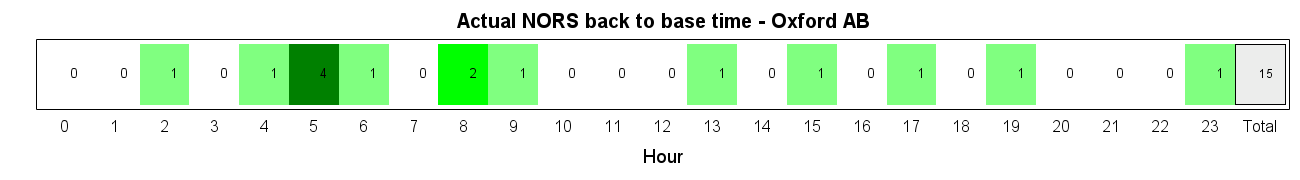 Actual NORS back to base time - Oxford AB
0 0 1 0 1 4 1 0 2 1 0 0 0 1 0 1 0 1 0 1 0 0 0 1 15
0 1 2 3 4 5 6 7 8 9 10 11 12 13 14 15 16 17 18 19 20 21 22 23 Total
Hour